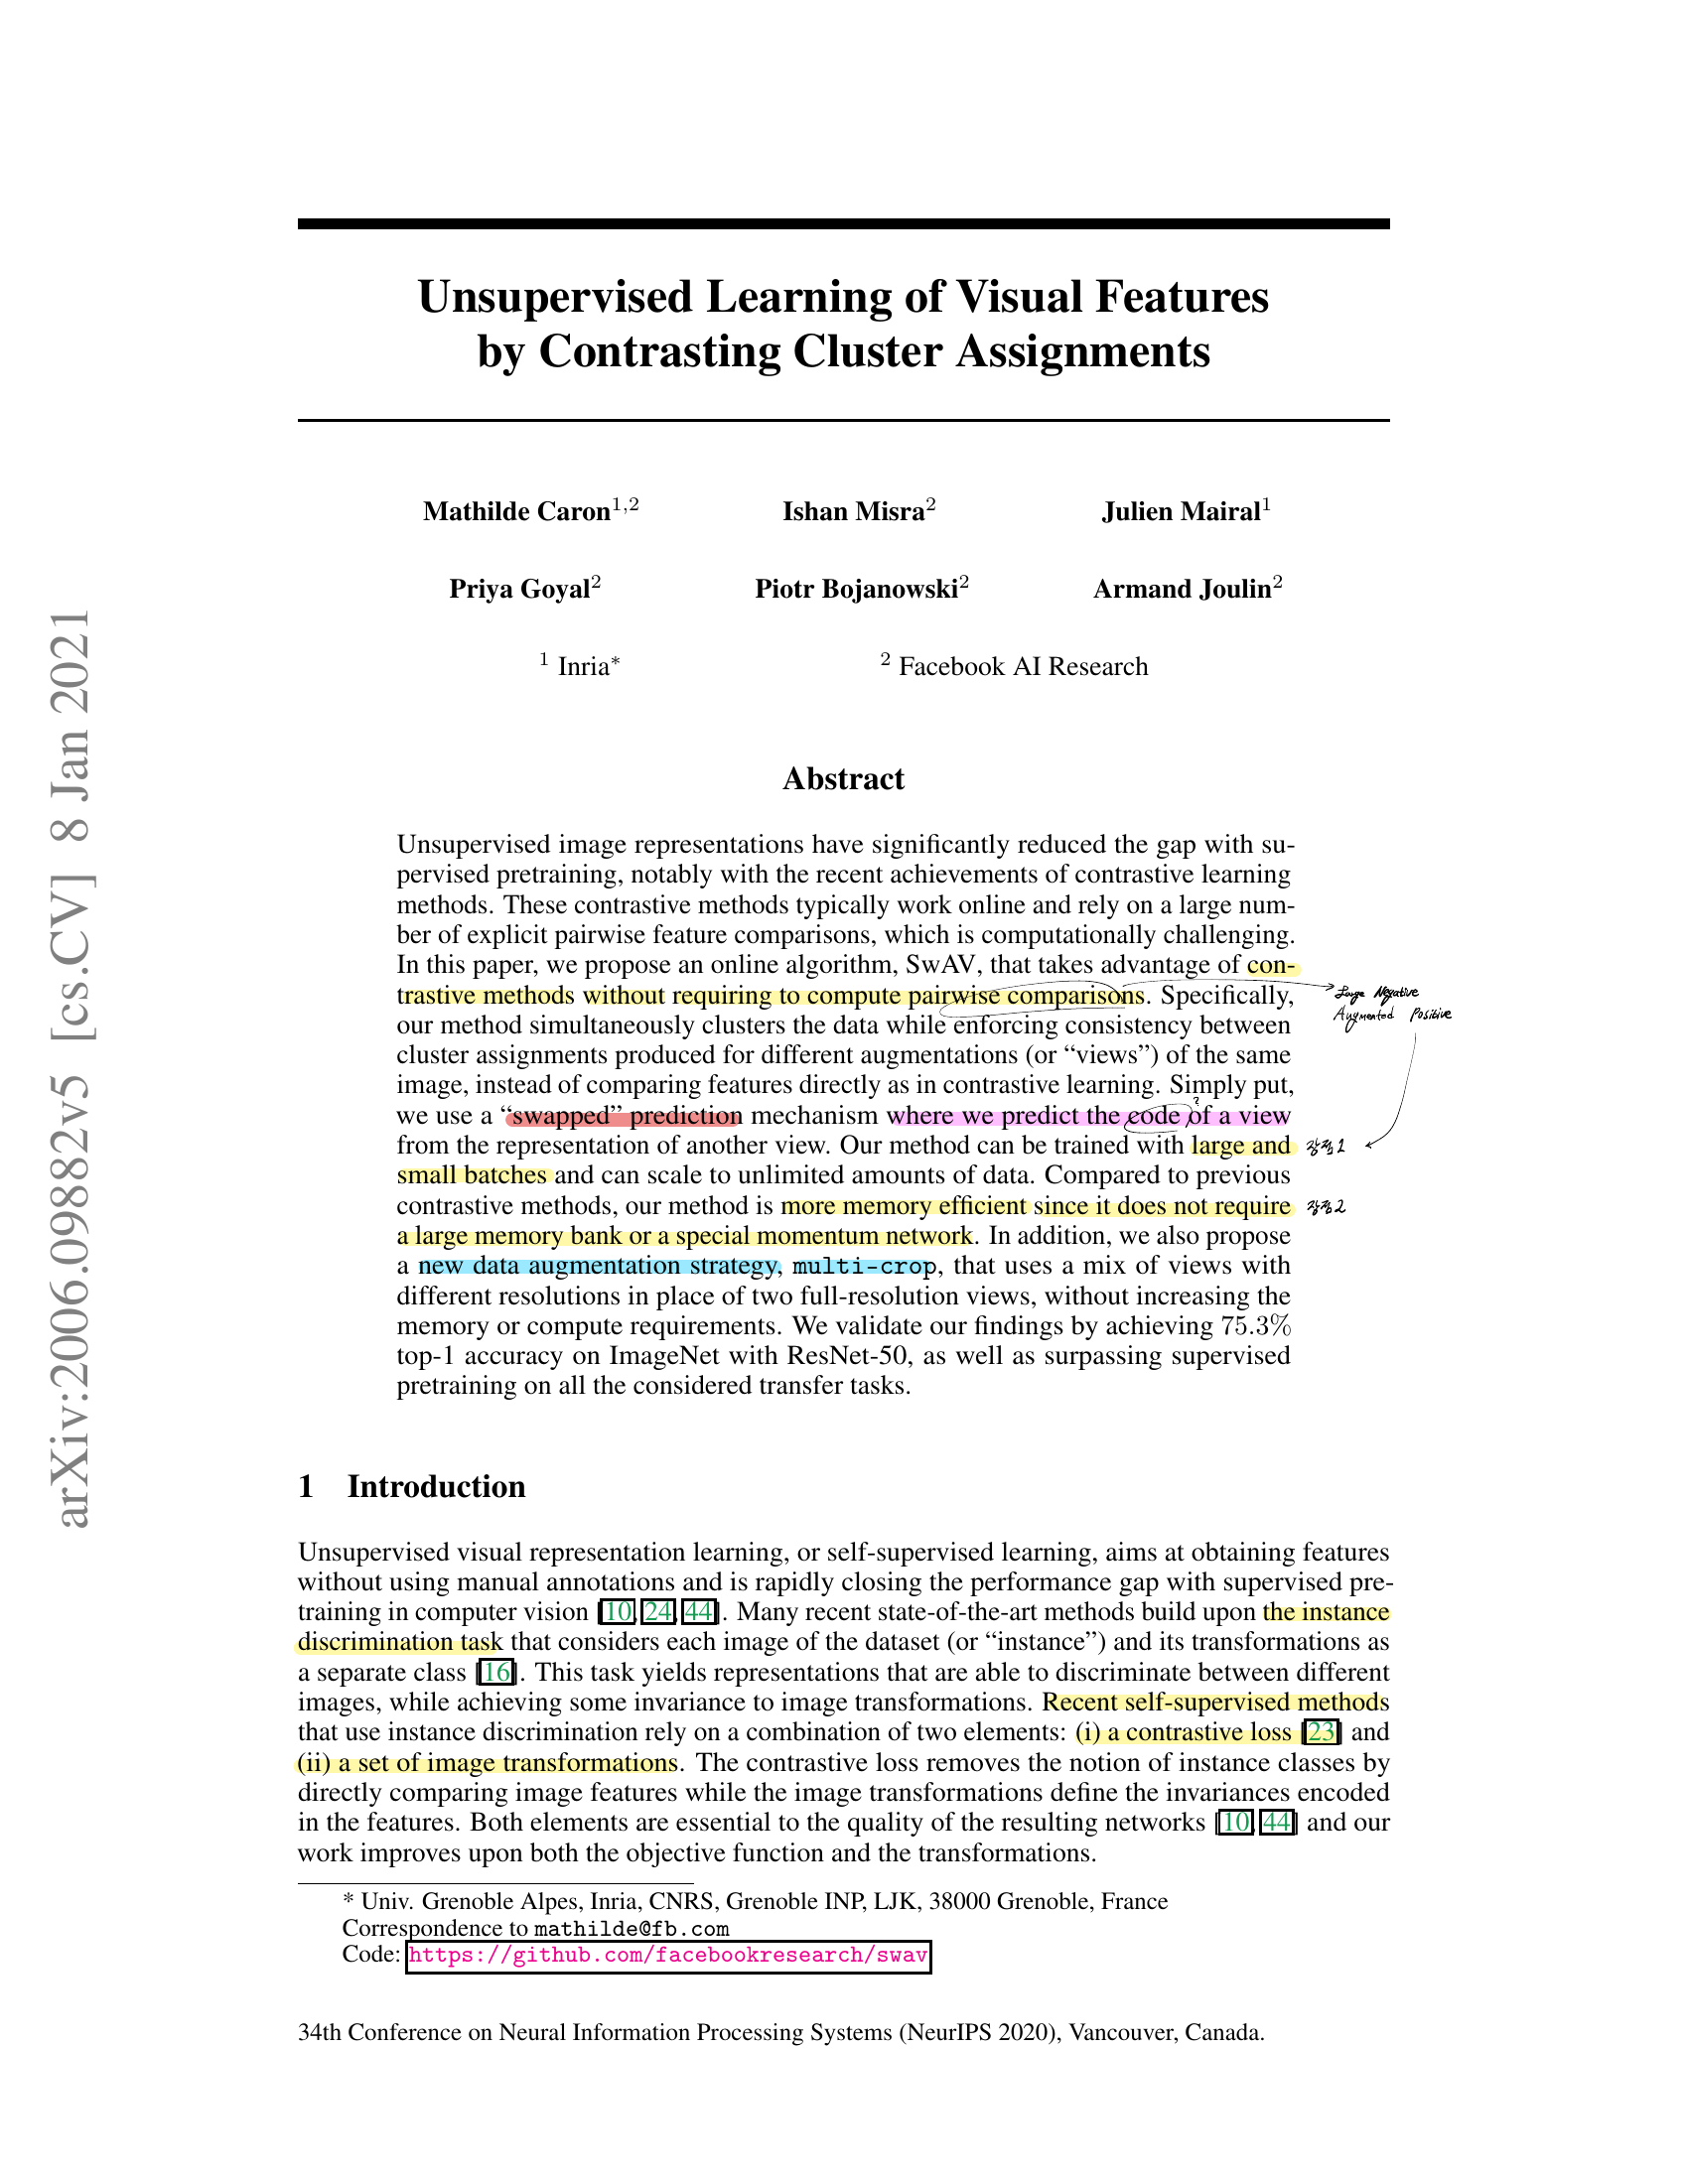 arXiv:2006.09882v5 [cs.CV] 8 Jan 2021
Unsupervised Learning of Visual Features
by Contrasting Cluster Assignments
Mathilde Caron1,2 Ishan Misra2 Julien Mairal1
Priya Goyal2 Piotr Bojanowski2 Armand Joulin2
1 Inria* 2 Facebook AI Research
Abstract
Unsupervised image representations have significantly reduced the gap with su-
pervised pretraining, notably with the recent achievements of contrastive learning
methods. These contrastive methods typically work online and rely on a large num-
ber of explicit pairwise feature comparisons, which is computationally challenging.
In this paper, we propose an online algorithm, SwAV, that takes advantage of con-
trastive methods without requiring to compute pairwise comparisons. Specifically,
Large Negative
Augmented Positive
our method simultaneously clusters the data while enforcing consistency between
cluster assignments produced for different augmentations (or “views”) of the same
image, instead of comparing features directly as in contrastive learning. Simply put,
we use a “swapped” prediction mechanism where we predict the code of a view
?
from the representation of another view. Our method can be trained with large and
장점1
small batches and can scale to unlimited amounts of data. Compared to previous
contrastive methods, our method is more memory efficient since it does not require
장점2
a large memory bank or a special momentum network. In addition, we also propose
a new data augmentation strategy, multi-crop, that uses a mix of views with
different resolutions in place of two full-resolution views, without increasing the
memory or compute requirements. We validate our findings by achieving 75.3%
top-1 accuracy on ImageNet with ResNet-50, as well as surpassing supervised
pretraining on all the considered transfer tasks.
1 Introduction
Unsupervised visual representation learning, or self-supervised learning, aims at obtaining features
without using manual annotations and is rapidly closing the performance gap with supervised pre-
training in computer vision [10, 24, 44]. Many recent state-of-the-art methods build upon the instance
discrimination task that considers each image of the dataset (or “instance”) and its transformations as
a separate class [16]. This task yields representations that are able to discriminate between different
images, while achieving some invariance to image transformations. Recent self-supervised methods
that use instance discrimination rely on a combination of two elements: (i) a contrastive loss [23] and
(ii) a set of image transformations. The contrastive loss removes the notion of instance classes by
directly comparing image features while the image transformations define the invariances encoded
in the features. Both elements are essential to the quality of the resulting networks [10, 44] and our
work improves upon both the objective function and the transformations.
* Univ. Grenoble Alpes, Inria, CNRS, Grenoble INP, LJK, 38000 Grenoble, France
Correspondence to mathilde@fb.com
Code: https://github.com/facebookresearch/swav
34th Conference on Neural Information Processing Systems (NeurIPS 2020), Vancouver, Canada.